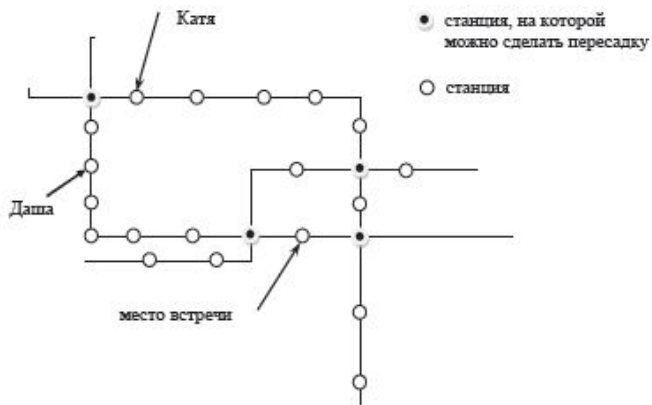 Катя
станция, на которой
можно сделать пересадку
станция
Даша
место встречи